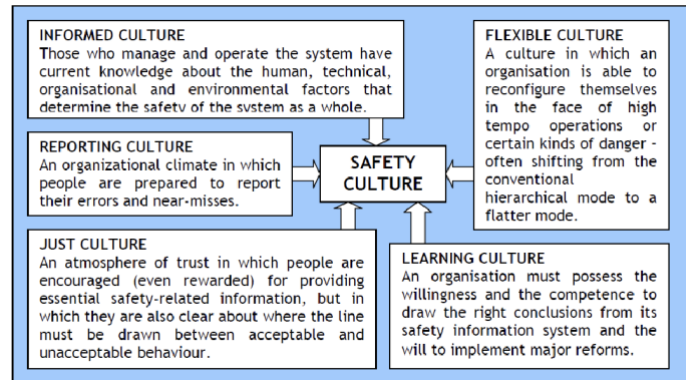 INFORMED CULTURE
Those who manage and operate the system have
current knowledge about the human, technical,
organisational and environmental factors that
determine the safety of the system as a whole.
REPORTING CULTURE
An organizational climate in which
people are prepared to report
their errors and near-misses.
JUST CULTURE
An atmosphere of trust in which people are
encouraged (even rewarded) for providing
essential safety-related information, but in
which they are also clear about where the line
must be drawn between acceptable and
unacceptable behaviour.
SAFETY
CULTURE
FLEXIBLE CULTURE
A culture in which an
organisation is able to
reconfigure themselves
in the face of high
tempo operations or
certain kinds of danger -
often shifting from the
conventional
hierarchical mode to a
flatter mode.
LEARNING CULTURE
An organisation must possess the
willingness and the competence to
draw the right conclusions from its
safety information system and the
will to implement major reforms.